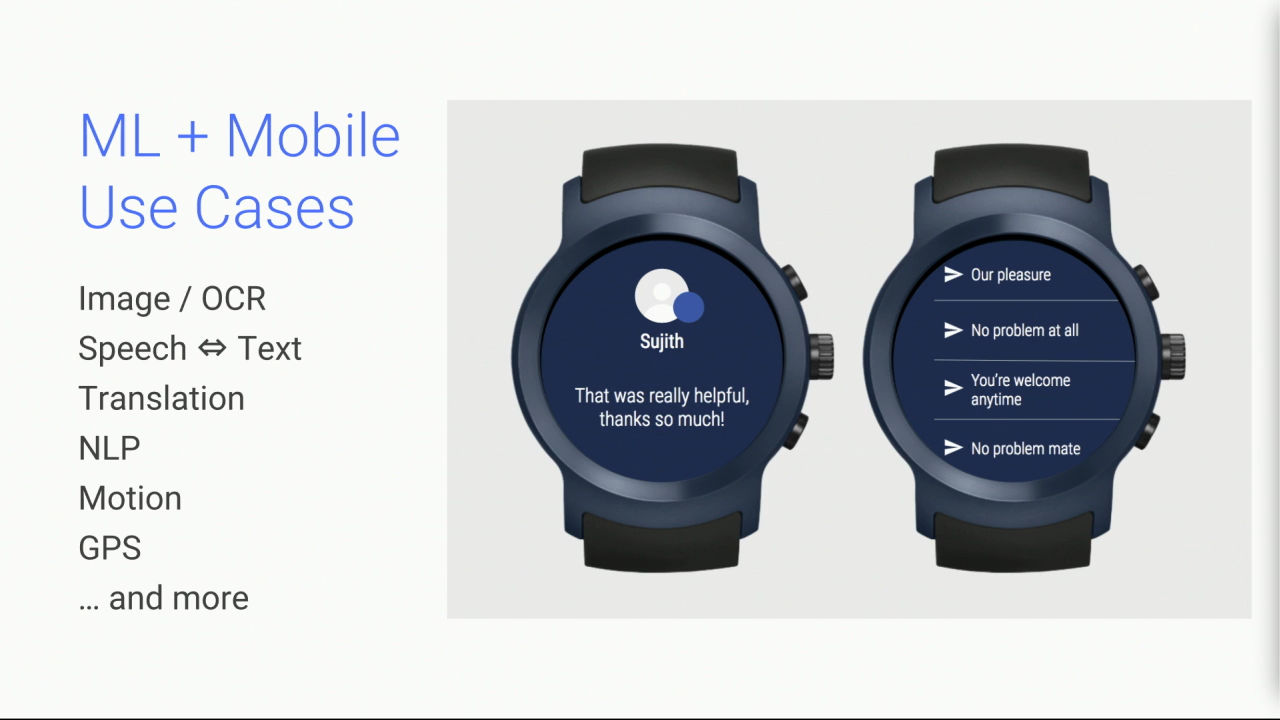 ML + Mobile
Use Cases
Image / OCR
Speech ⇔ Text
Translation
NLP
Motion
GPS
... and more
Sujith
That was really helpful,
thanks so much!
Our pleasure
No problem at all
You're welcome
anytime
No problem mate